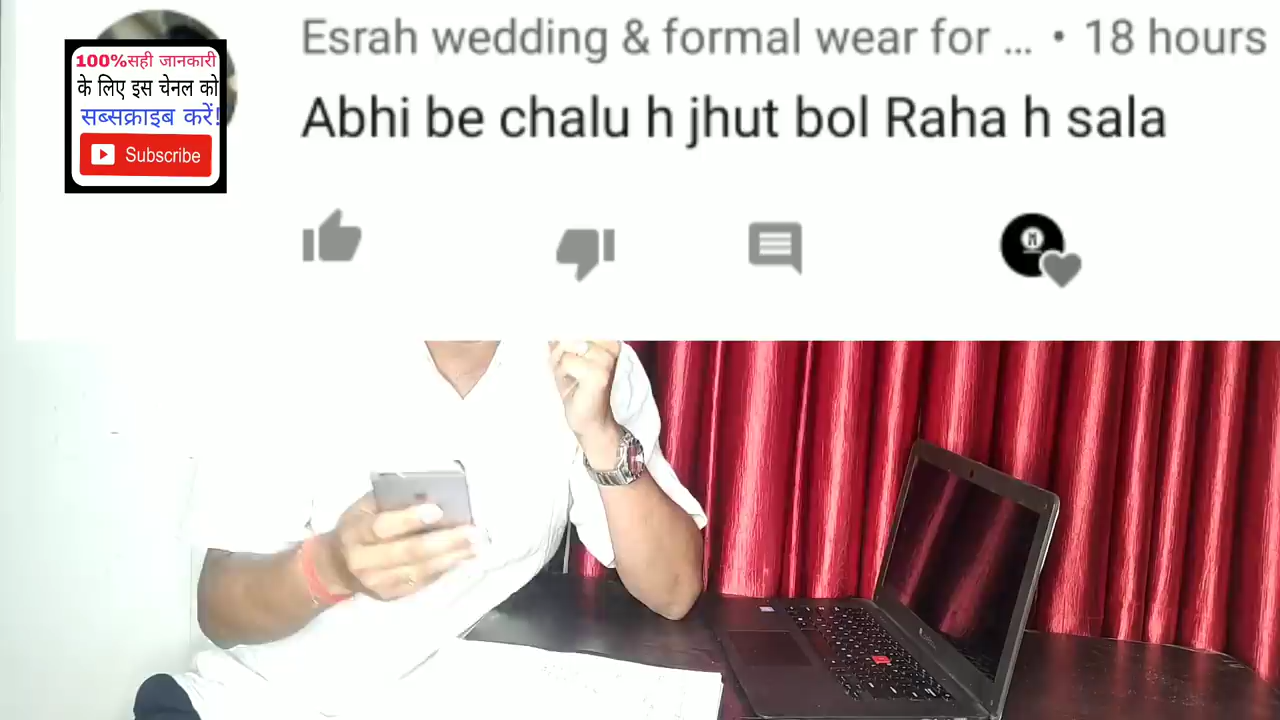 Esrah wedding & formal wear for ... • 18 hours
Abhi be chalu h jhut bol Raha h sala
100%सही जानकारी
के लिए इस चेनल को
सब्सक्राइब करें!
Subscribe